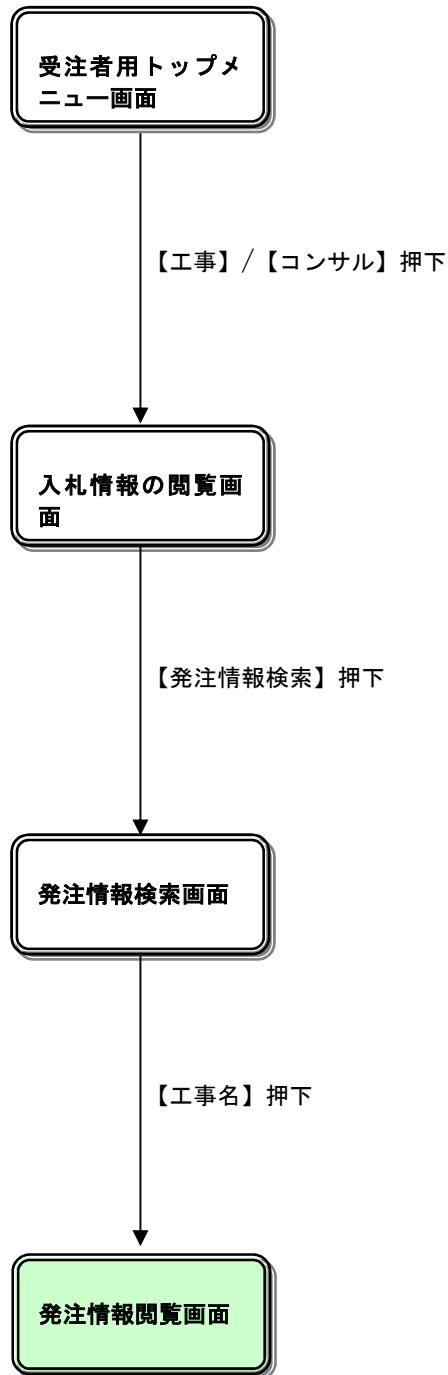 受注者用トップメ
ニュー画面
【工事】/【コンサル】押下
入札情報の閲覧画
面
【発注情報検索】押下
発注情報検索画面
【工事名】押下
発注情報閲覧画面